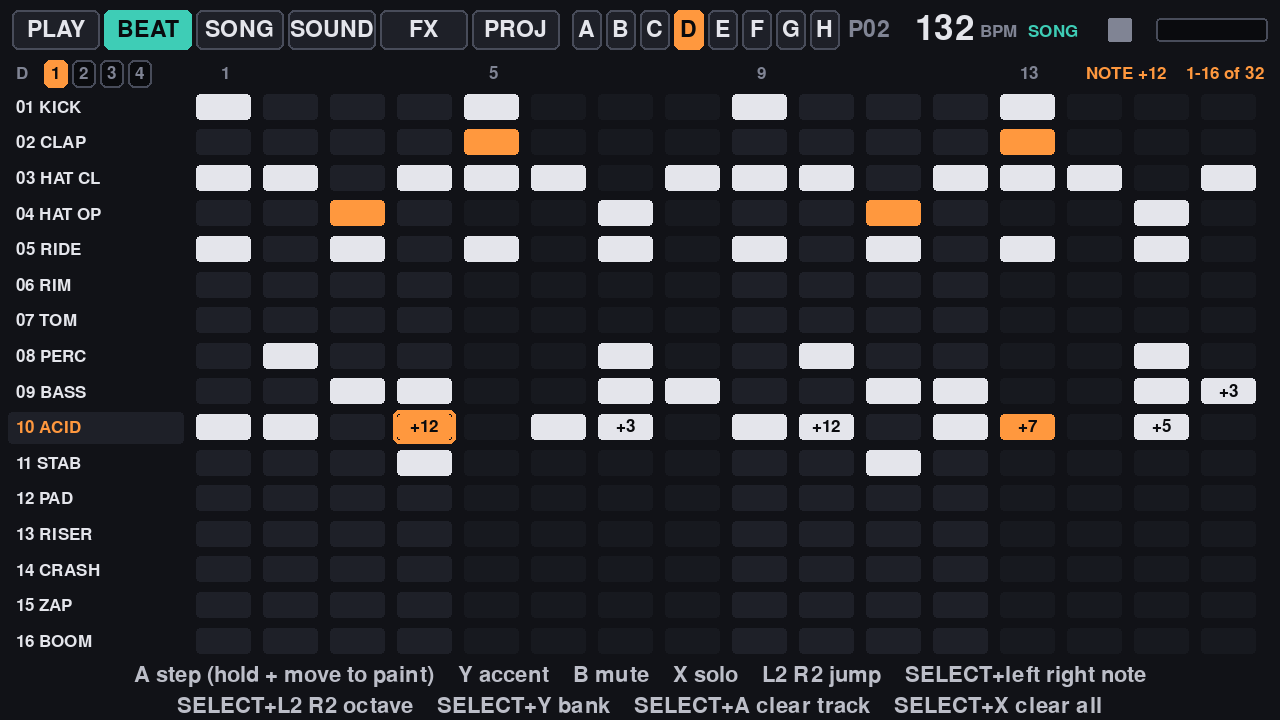 PLAY BEAT SONG SOUND FX PROJ A B C D E F G H P02 132 BPM SONG
D 1 2 3 4 1 5 9 13 NOTE +12 1-16 of 32
01 KICK
02 CLAP
03 HAT CL
04 HAT OP
05 RIDE
06 RIM
07 TOM
08 PERC
09 BASS +3
10 ACID +12 +3 +12 +7 +5
11 STAB
12 PAD
13 RISER
14 CRASH
15 ZAP
16 BOOM
A step (hold + move to paint) Y accent B mute X solo L2 R2 jump SELECT+left right note
SELECT+L2 R2 octave SELECT+Y bank SELECT+A clear track SELECT+X clear all